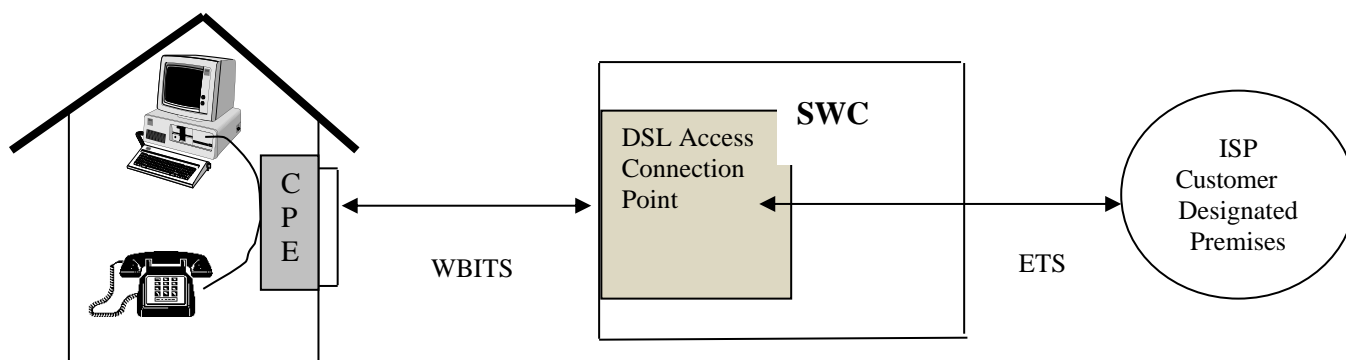 C
P
E
WBITS
DSL Access
Connection
Point
SWC
ETS
ISP
Customer
Designated
Premises